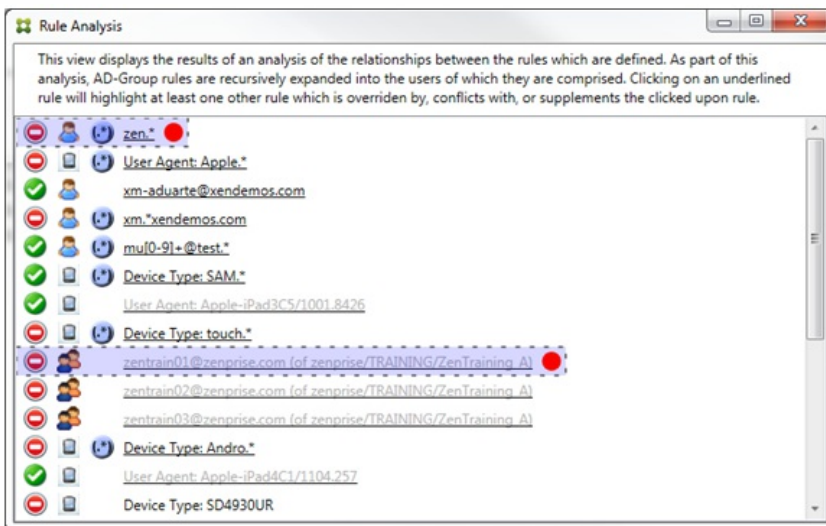 Rule Analysis
This view displays the results of an analysis of the relationships between the rules which are defined. As part of this
analysis, AD-Group rules are recursively expanded into the users of which they are comprised. Clicking on an underlined
rule will highlight at least one other rule which is overriden by, conflicts with, or supplements the clicked upon rule.
(.*) zen.*
(.*) User Agent: Apple.*
xm-aduarte@xendemos.com
(.*) xm.*xendemos.com
(.*) mu[0-9]+@test.*
(.*) Device Type: SAM.*
User Agent: Apple-iPad3C5/1001.8426
(.*) Device Type: touch.*
zentrain01@zenprise.com (of zenprise/TRAINING/ZenTraining_A)
zentrain02@zenprise.com (of zenprise/TRAINING/ZenTraining_A)
zentrain03@zenprise.com (of zenprise/TRAINING/ZenTraining_A)
(.*) Device Type: Andro.*
User Agent: Apple-iPad4C1/1104.257
Device Type: SD4930UR